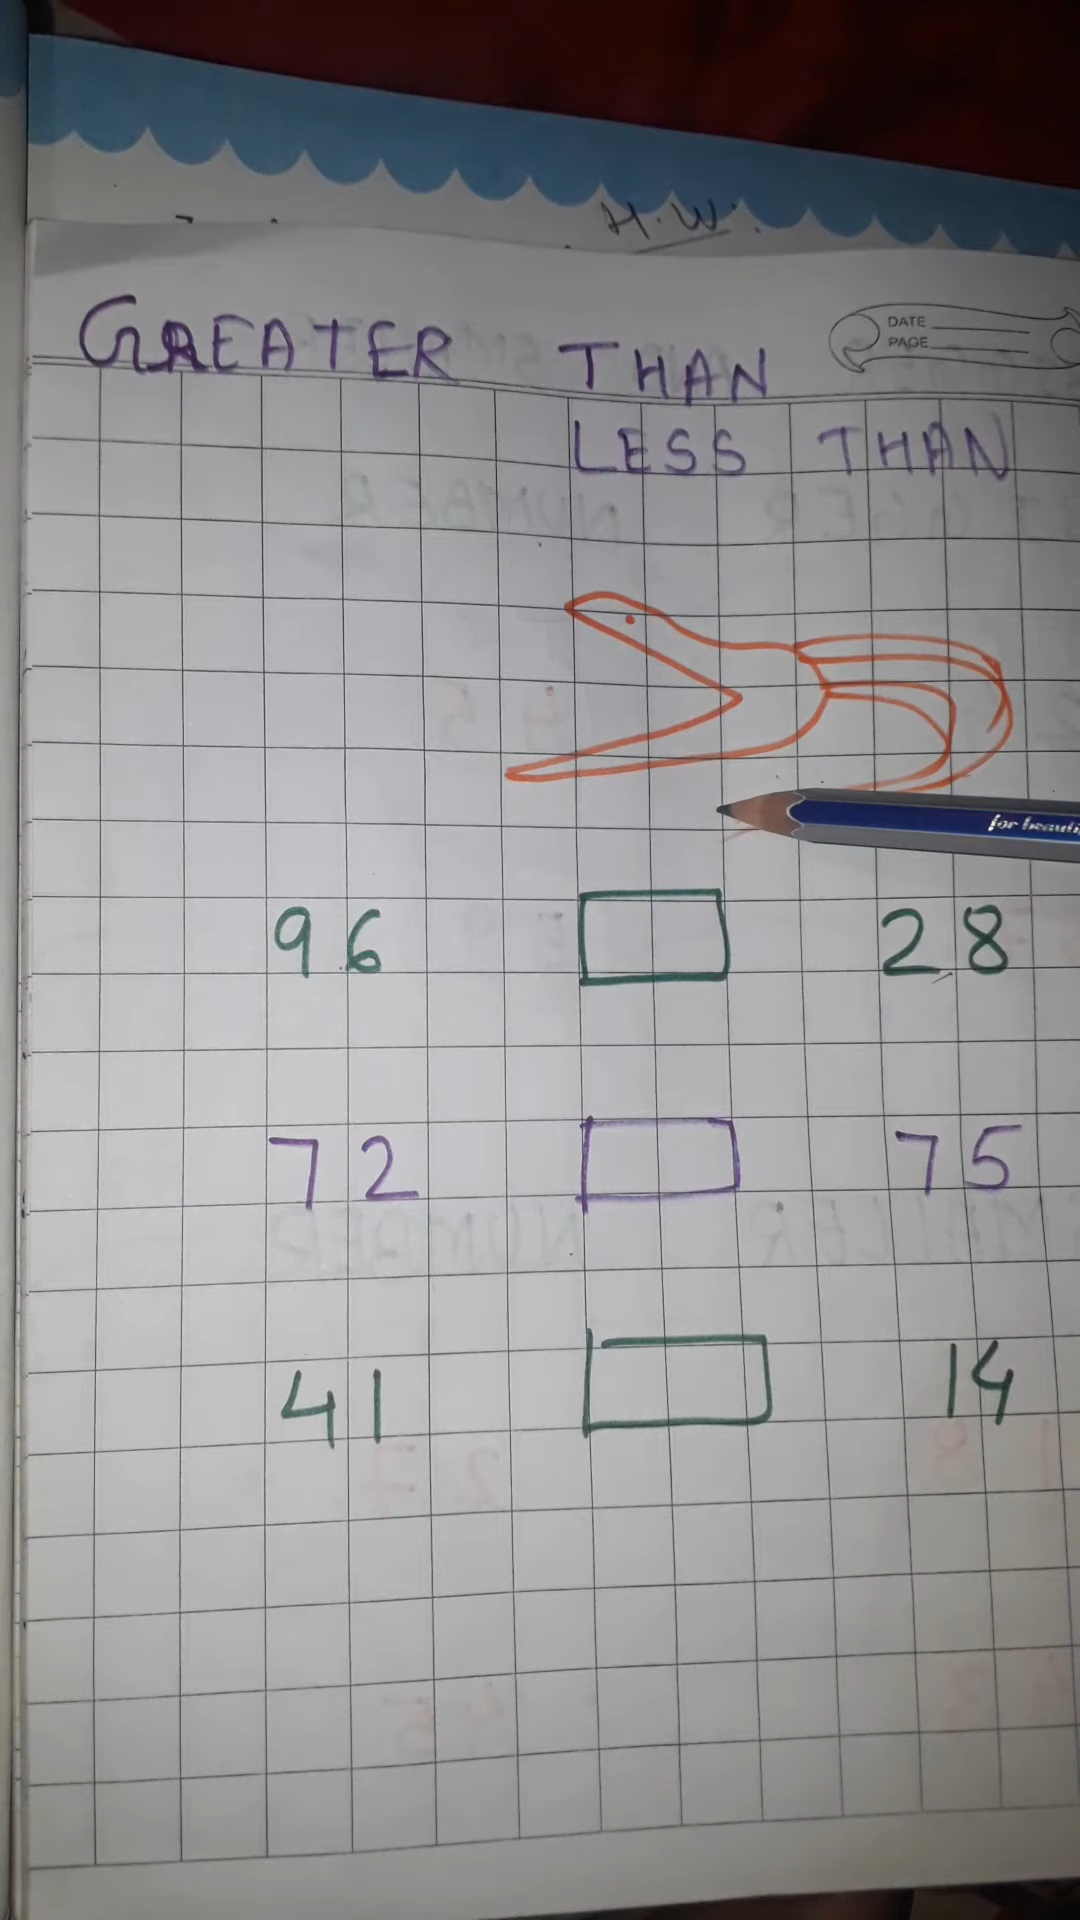 H.W.
GREATER THAN
DATE
PAGE
LESS THAN
for beauti
96 28
72 75
41 14